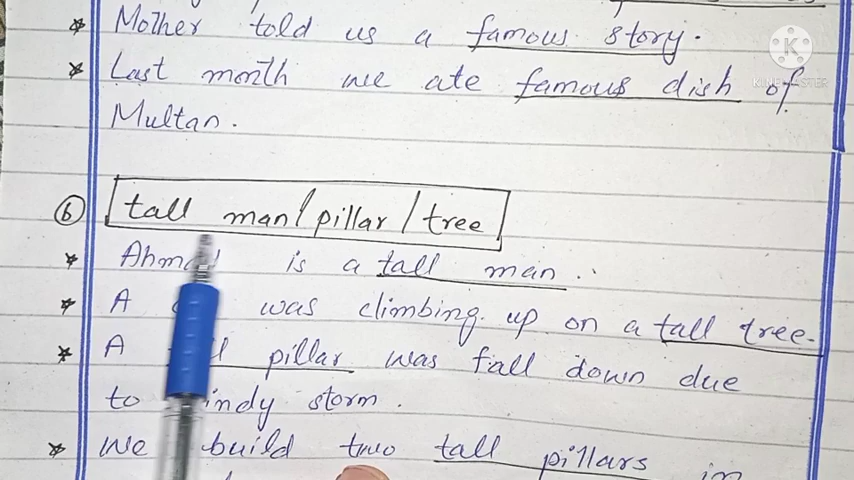 * Mother told us a famous story.
KINEMASTER
* Last month we ate famous dish of
Multan.
6 tall man/pillar/tree
* is a tall man.
* A was climbing up on a tall tree.
* A pillar was fall down due
to storm.
* We build two tall pillars in